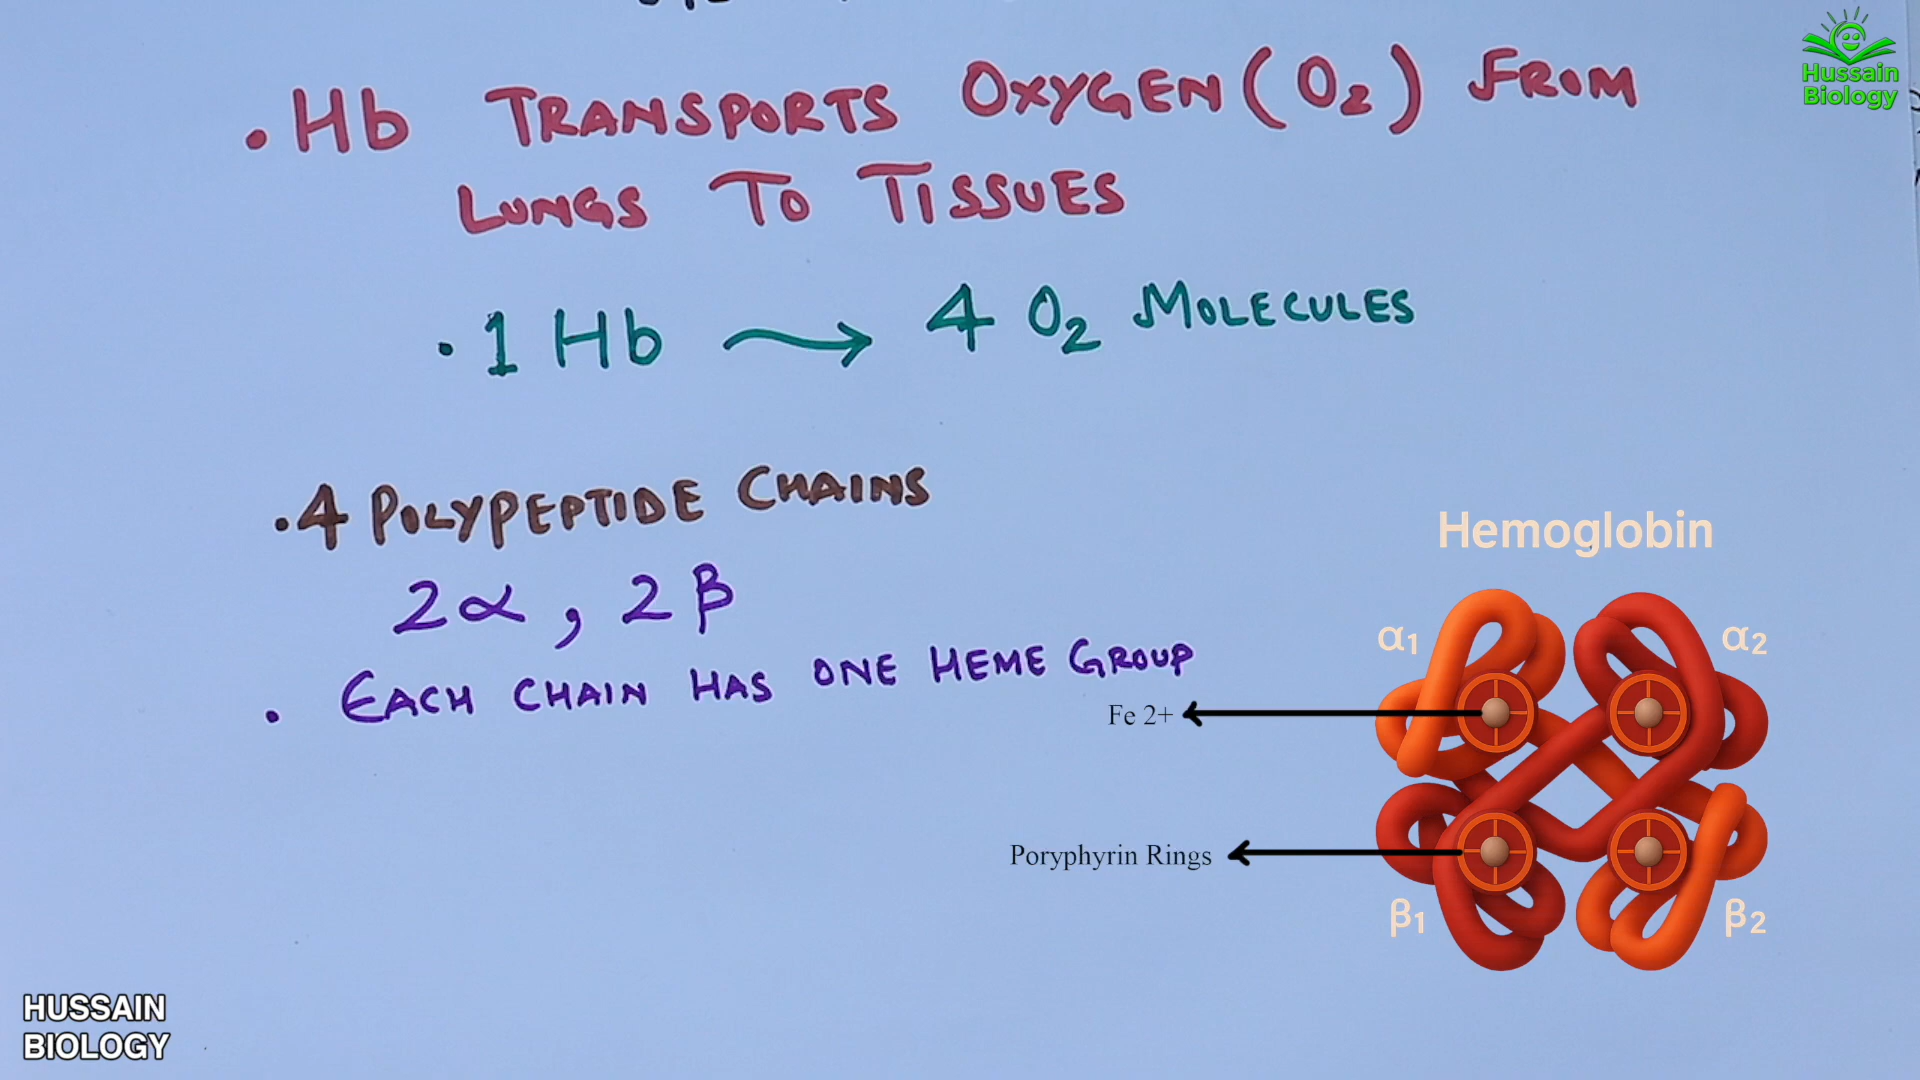 Hussain
Biology
.Hb TRANSPORTS OXYGEN (O2) FROM
LUNGS TO TISSUES
.1 Hb → 4 O2 MOLECULES
.4 POLYPEPTIDE CHAINS
2α, 2β
. EACH CHAIN HAS ONE HEME GROUP
Hemoglobin
α1
α2
Fe 2+
Poryphyrin Rings
β1
β2
HUSSAIN
BIOLOGY